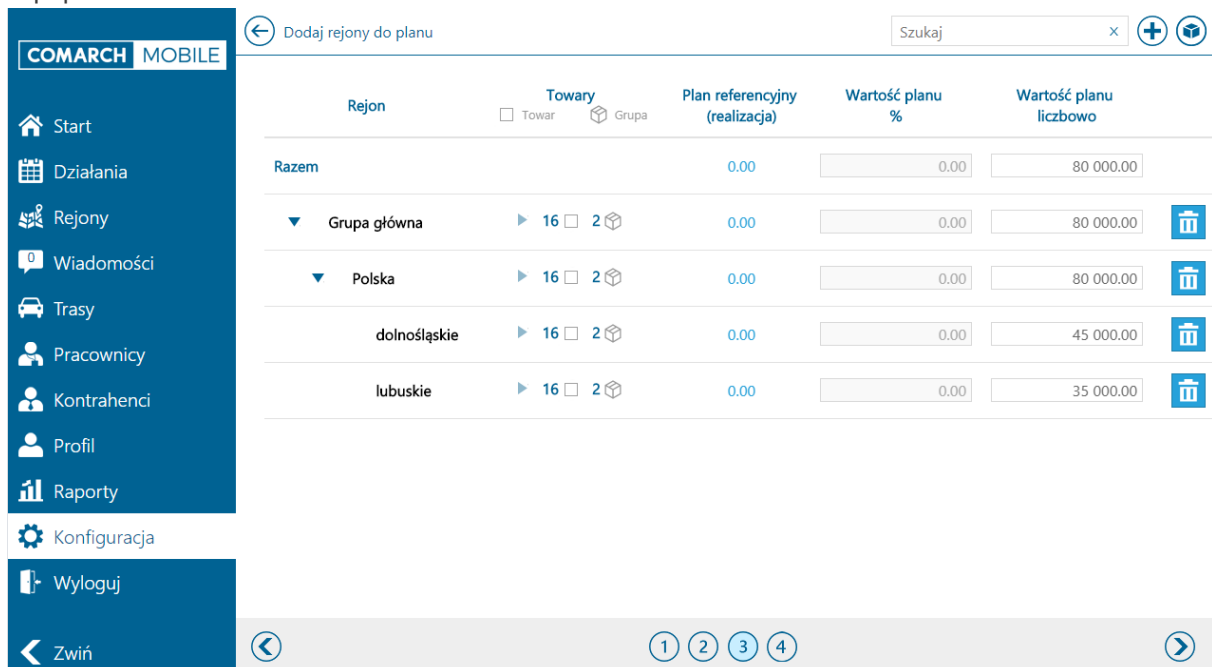 COMARCH MOBILE
Start
Działania
Rejony
0
Wiadomości
Trasy
Pracownicy
Kontrahenci
Profil
Raporty
Konfiguracja
Wyloguj
Zwiń
Dodaj rejony do planu
Szukaj x
Rejon Towary Plan referencyjny Wartość planu Wartość planu
Towar Grupa (realizacja) % liczbowo
Razem 0.00 0.00 80 000.00
Grupa główna 16 2 0.00 0.00 80 000.00
Polska 16 2 0.00 0.00 80 000.00
dolnośląskie 16 2 0.00 0.00 45 000.00
lubuskie 16 2 0.00 0.00 35 000.00
1 2 3 4